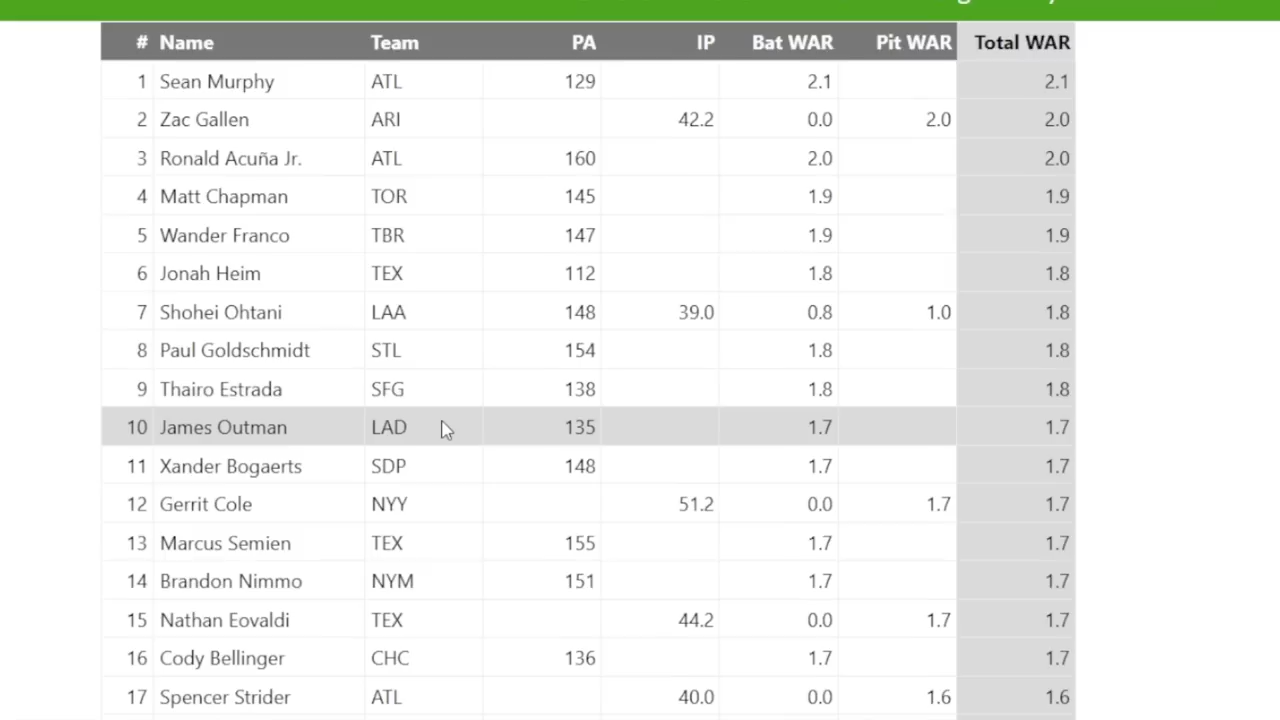 # Name Team PA IP Bat WAR Pit WAR Total WAR
1 Sean Murphy ATL 129 2.1 2.1
2 Zac Gallen ARI 42.2 0.0 2.0 2.0
3 Ronald Acuña Jr. ATL 160 2.0 2.0
4 Matt Chapman TOR 145 1.9 1.9
5 Wander Franco TBR 147 1.9 1.9
6 Jonah Heim TEX 112 1.8 1.8
7 Shohei Ohtani LAA 148 39.0 0.8 1.0 1.8
8 Paul Goldschmidt STL 154 1.8 1.8
9 Thairo Estrada SFG 138 1.8 1.8
10 James Outman LAD 135 1.7 1.7
11 Xander Bogaerts SDP 148 1.7 1.7
12 Gerrit Cole NYY 51.2 0.0 1.7 1.7
13 Marcus Semien TEX 155 1.7 1.7
14 Brandon Nimmo NYM 151 1.7 1.7
15 Nathan Eovaldi TEX 44.2 0.0 1.7 1.7
16 Cody Bellinger CHC 136 1.7 1.7
17 Spencer Strider ATL 40.0 0.0 1.6 1.6